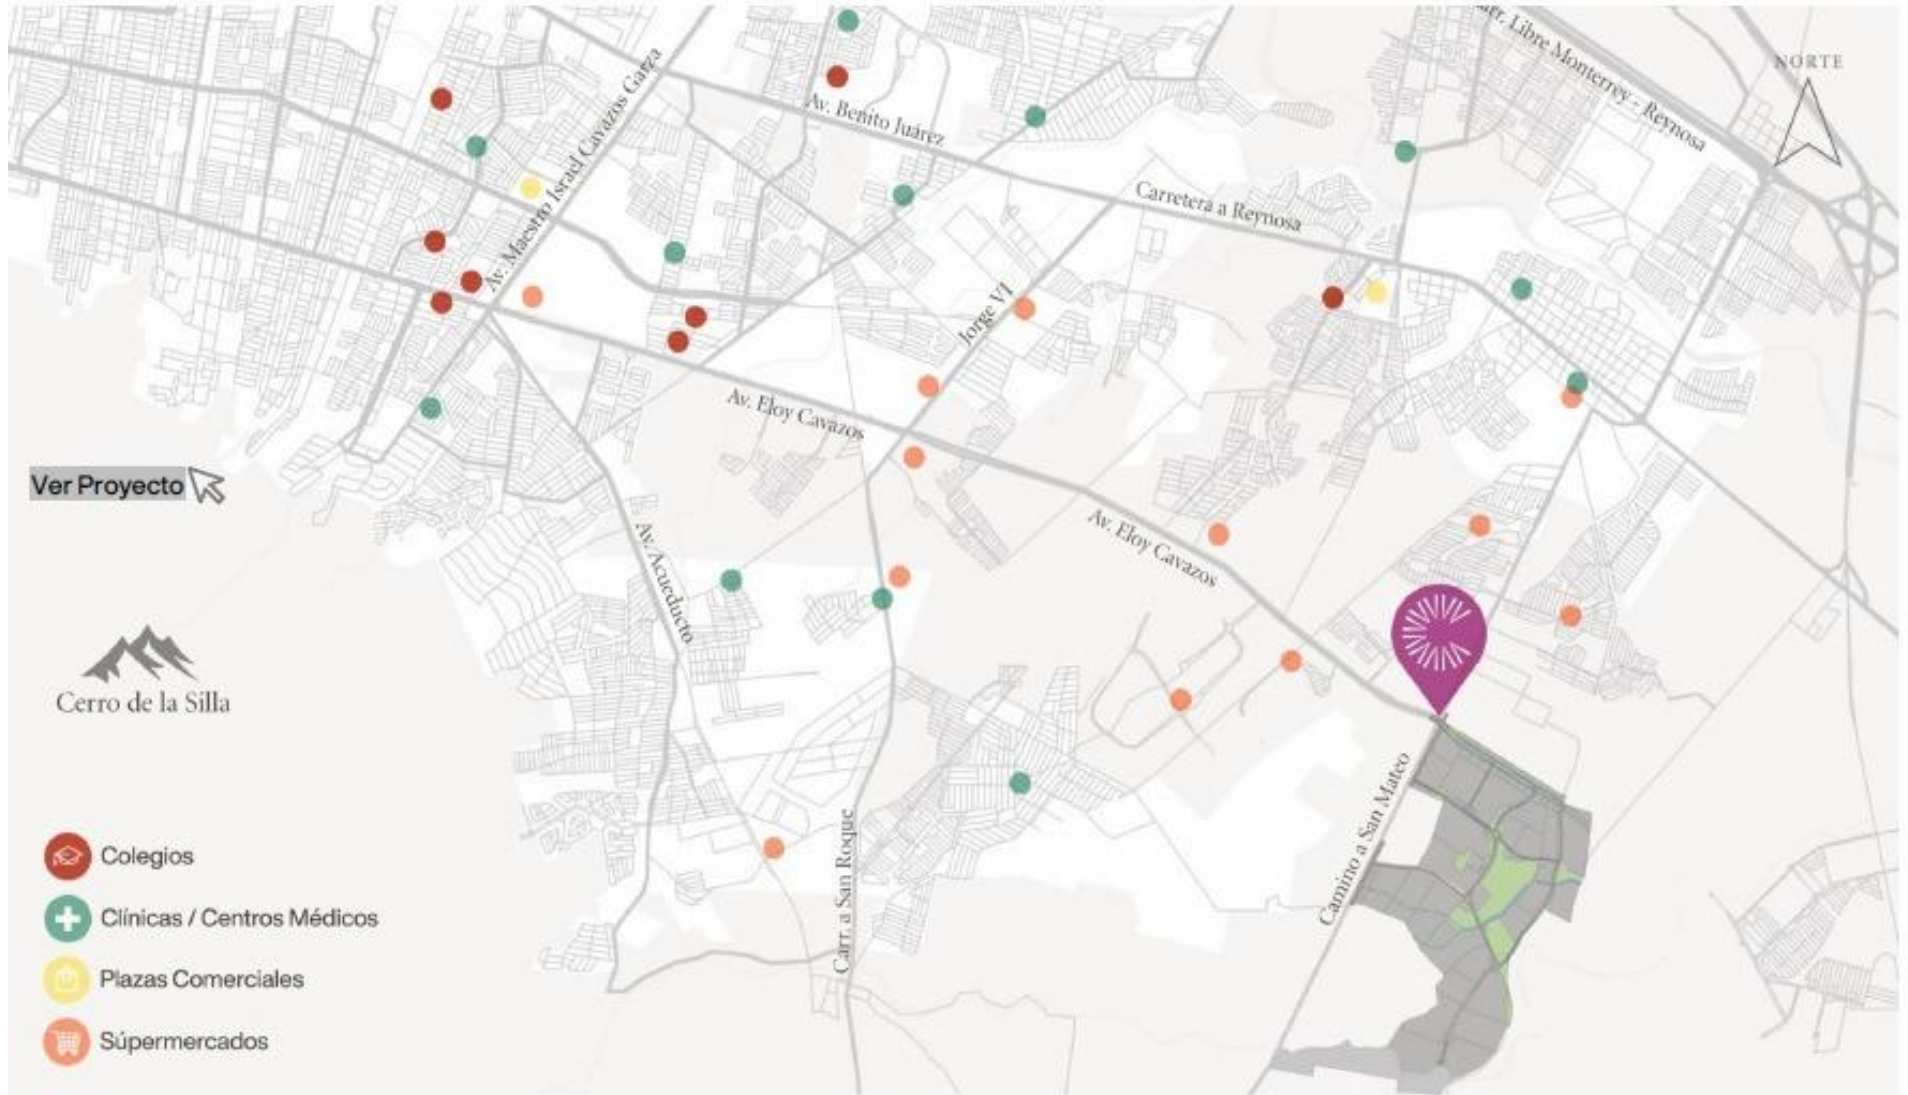 Carr. Libre Monterrey - Reynosa
NORTE
Av. Maestro Israel Cavazos Garza
Av. Benito Juárez
Carretera a Reynosa
Jorge VI
Av. Eloy Cavazos
Ver Proyecto
Av. Eloy Cavazos
Av. Acueducto
Cerro de la Silla
Camino a San Mateo
Carr. a San Roque
Colegios
Clínicas / Centros Médicos
Plazas Comerciales
Súpermercados